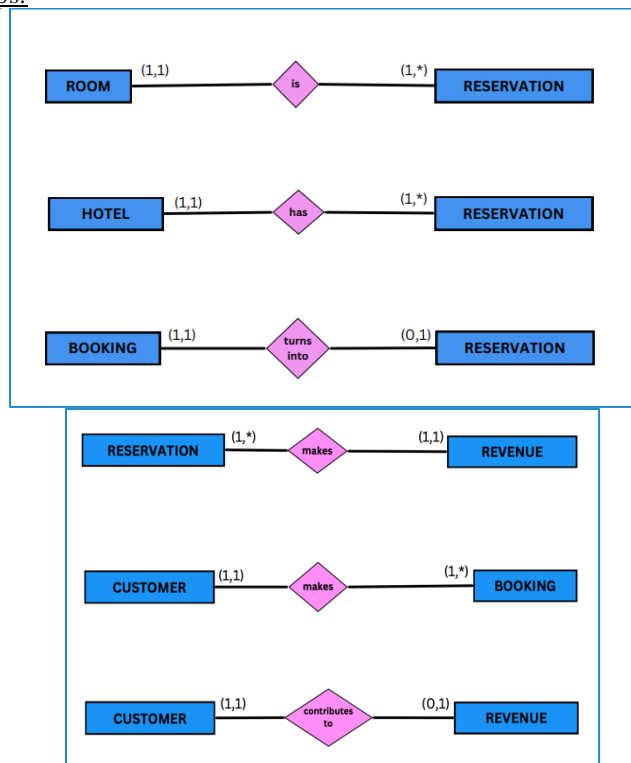 (1,1) (1,*)
ROOM is RESERVATION
(1,1) (1,*)
HOTEL has RESERVATION
(1,1) turns (0,1)
BOOKING into RESERVATION
(1,*) (1,1)
RESERVATION makes REVENUE
(1,1) (1,*)
CUSTOMER makes BOOKING
(1,1) contributes (0,1)
CUSTOMER to REVENUE